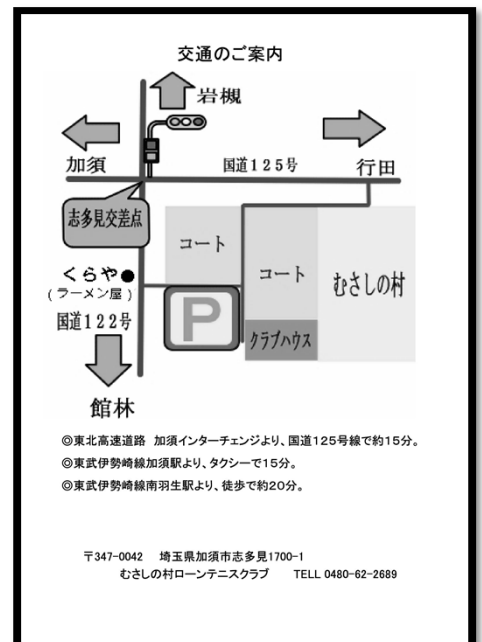 交通のご案内
岩槻
加須
国道125号
行田
志多見交差点
コート
コート
むさしの村
くらや●
(ラーメン屋)
P
国道122号
クラブハウス
館林
◎東北高速道路 加須インターチェンジより、国道125号線で約15分。
◎東武伊勢崎線加須駅より、タクシーで15分。
◎東武伊勢崎線南羽生駅より、徒歩で約20分。
〒347-0042 埼玉県加須市志多見1700-1
むさしの村ローンテニスクラブ TELL 0480-62-2689